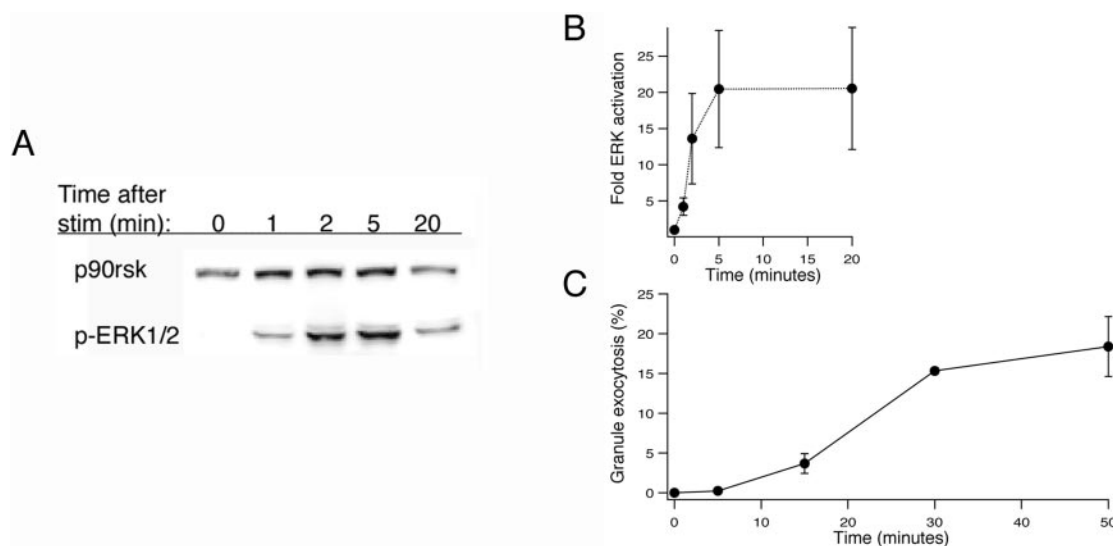 A
Time after
stim (min): 0 1 2 5 20
p90rsk
p-ERK1/2
B
Fold ERK activation
25
20
15
10
5
0 5 10 15 20
Time (minutes)
C
Granule exocytosis (%)
25
20
15
10
5
0
0 10 20 30 40 50
Time (minutes)